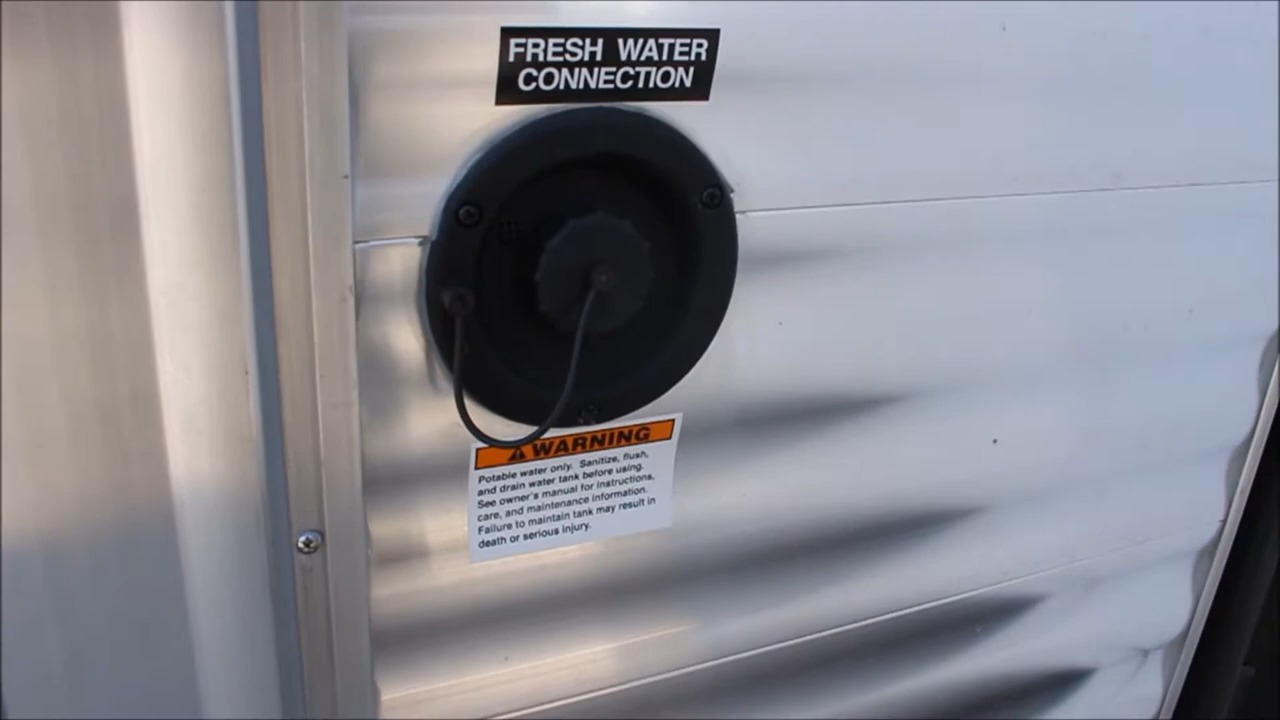 FRESH WATER
CONNECTION
WARNING
Potable water only. Sanitize, flush,
and drain water tank before using.
See owner's manual for instructions,
care, and maintenance information.
Failure to maintain tank may result in
death or serious injury.